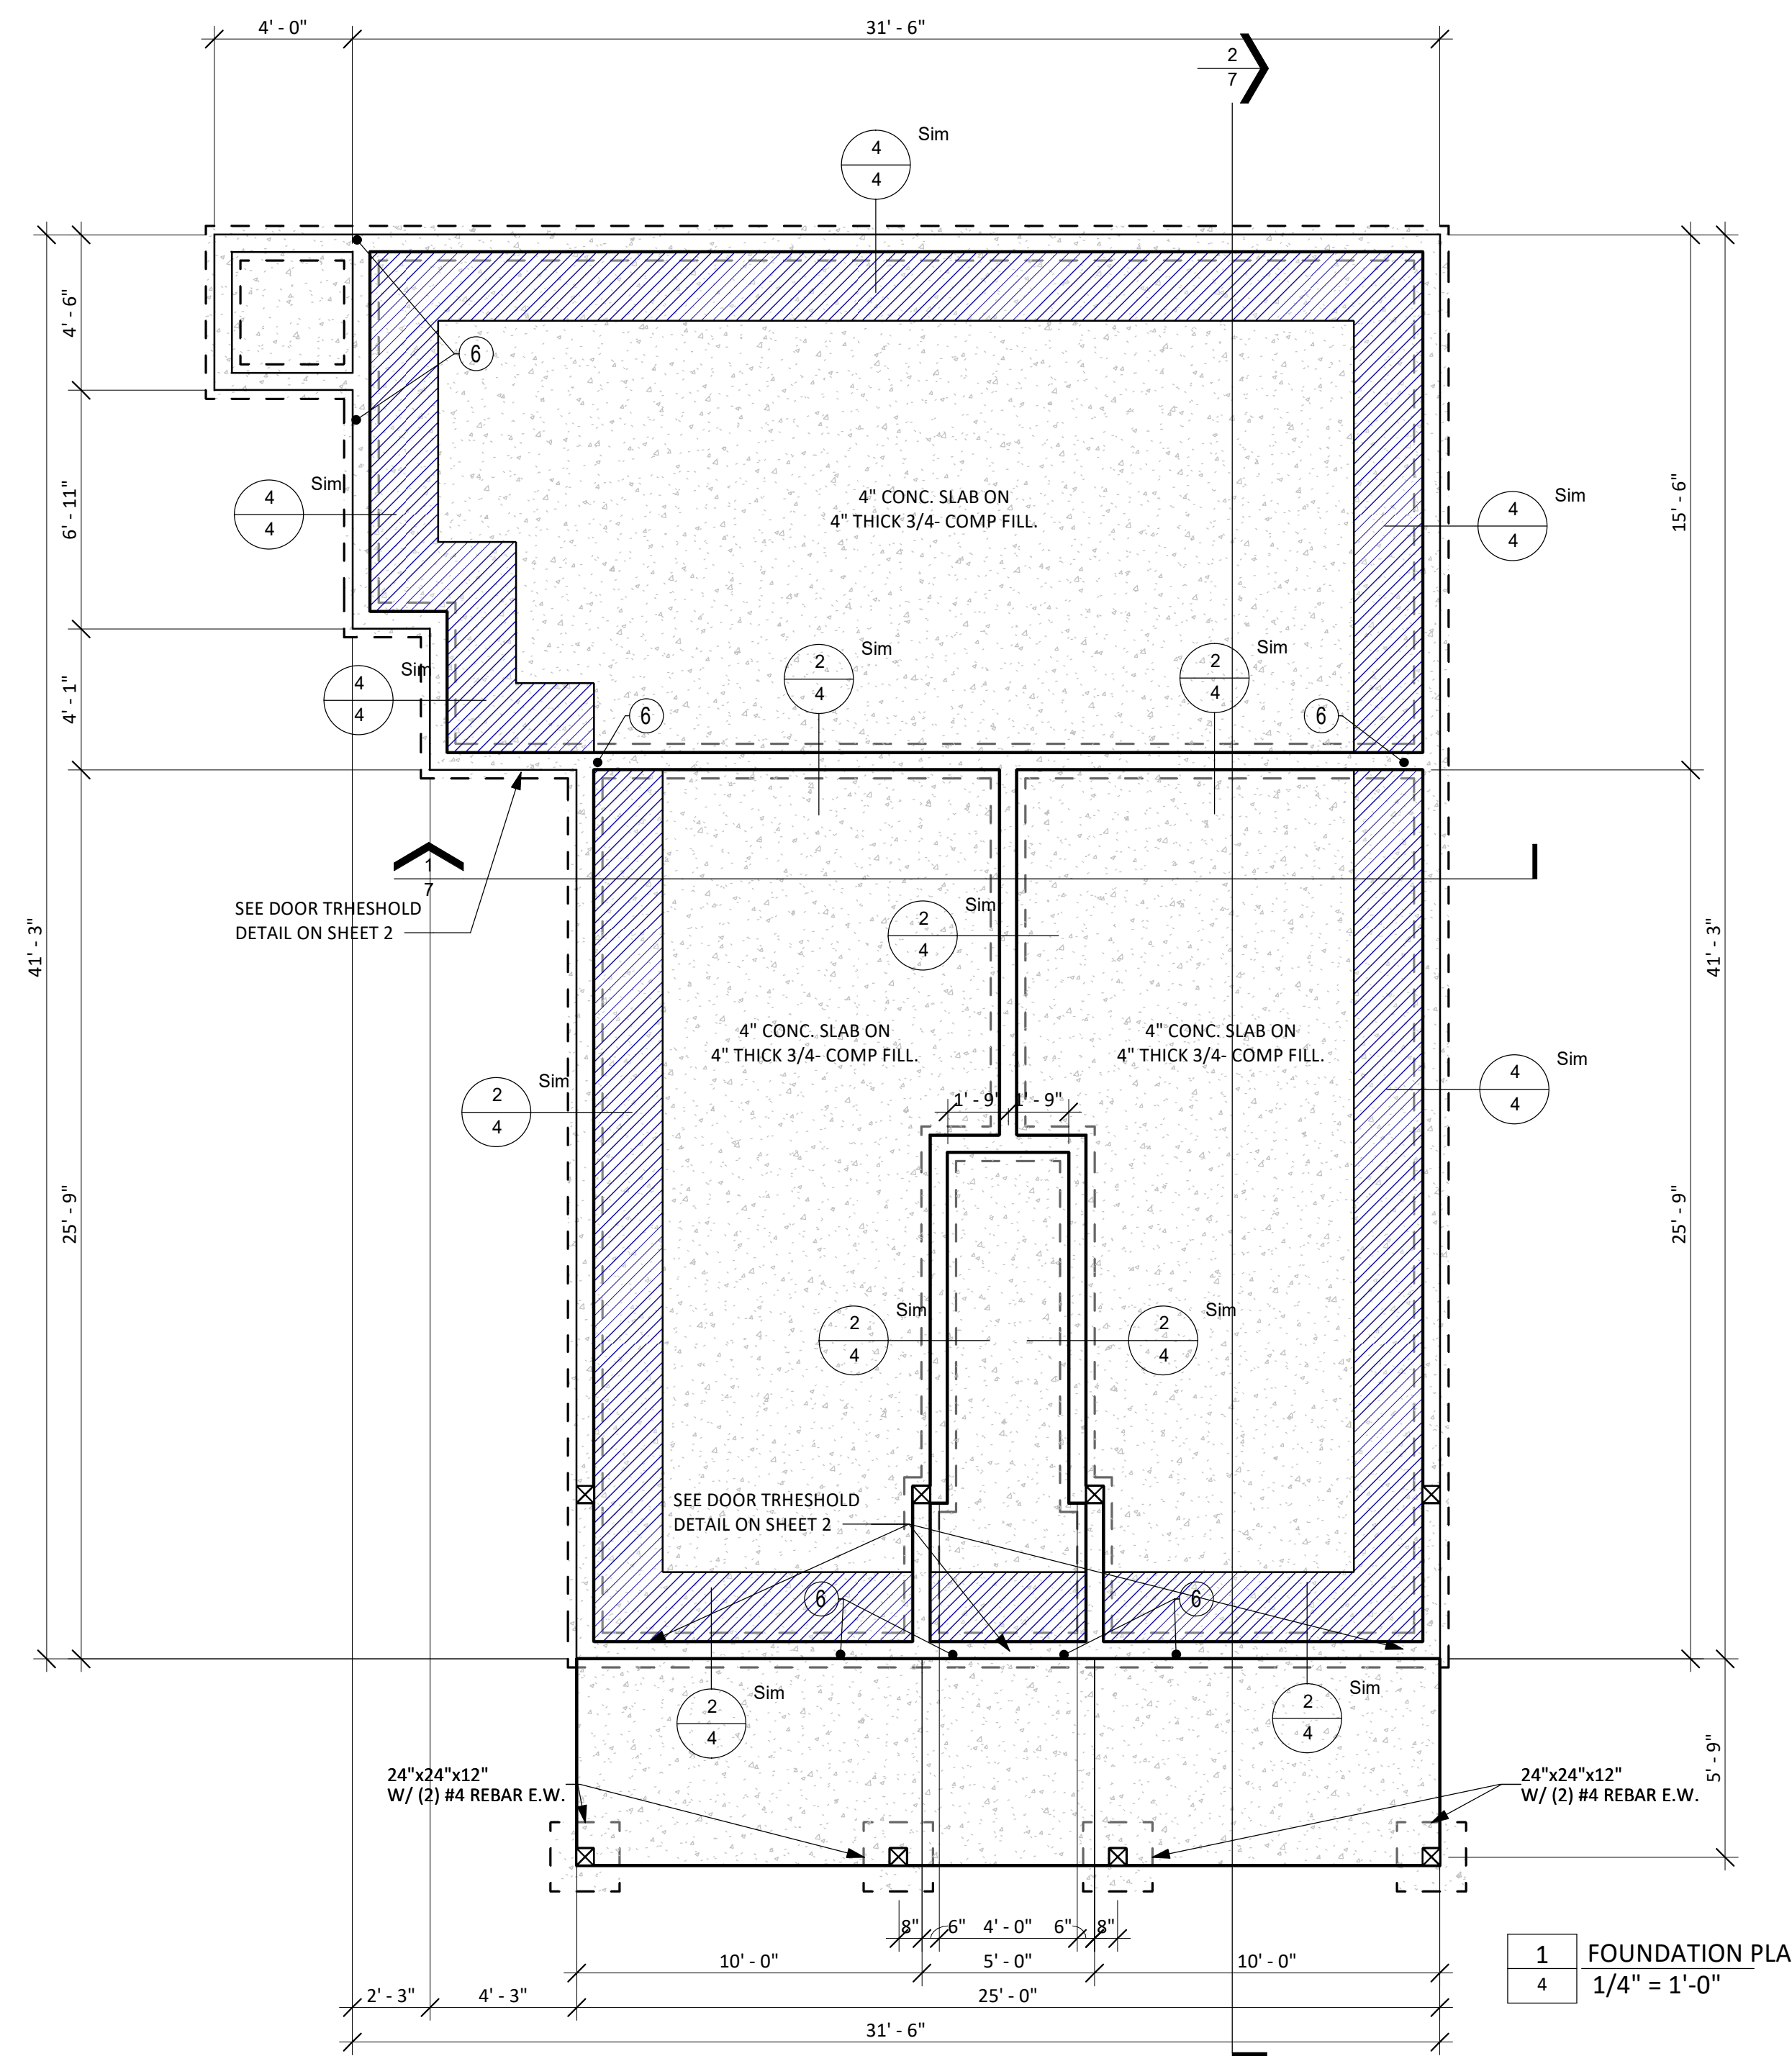 4' - 0"
31' - 6"
2
7
4
4
Sim
4' - 6"
6
6' - 11"
4
4
Sim
4" CONC. SLAB ON
4" THICK 3/4- COMP FILL.
4
4
Sim
15' - 6"
4' - 1"
4
4
Sim
2
4
Sim
2
4
Sim
6
6
1
7
SEE DOOR TRHESHOLD
DETAIL ON SHEET 2
2
4
Sim
41' - 3"
41' - 3"
4" CONC. SLAB ON
4" THICK 3/4- COMP FILL.
4" CONC. SLAB ON
4" THICK 3/4- COMP FILL.
2
4
Sim
1' - 9"
1' - 9"
4
4
Sim
25' - 9"
25' - 9"
2
4
Sim
2
4
Sim
SEE DOOR TRHESHOLD
DETAIL ON SHEET 2
6
6
2
4
Sim
2
4
Sim
24"x24"x12"
W/ (2) #4 REBAR E.W.
24"x24"x12"
W/ (2) #4 REBAR E.W.
5' - 9"
8"
6"
4' - 0"
6"
8"
10' - 0"
5' - 0"
10' - 0"
2' - 3"
4' - 3"
25' - 0"
31' - 6"
1
4
FOUNDATION PLA
1/4" = 1'-0"